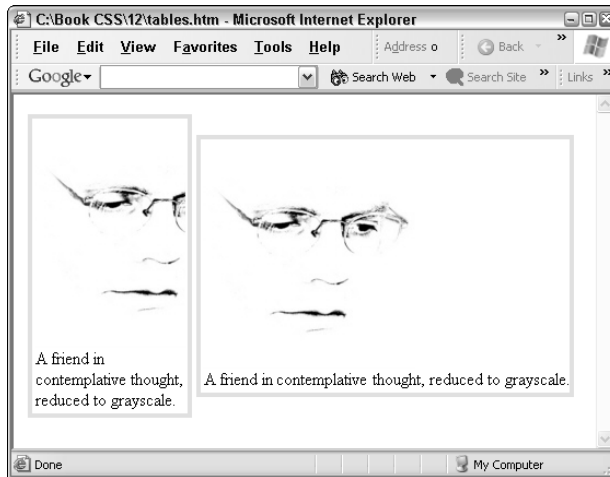 C:\Book CSS\12\tables.htm - Microsoft Internet Explorer
File Edit View Favorites Tools Help Address o Back »
Google Search Web Search Site » Links »
A friend in
contemplative thought,
reduced to grayscale.
A friend in contemplative thought, reduced to grayscale.
Done My Computer